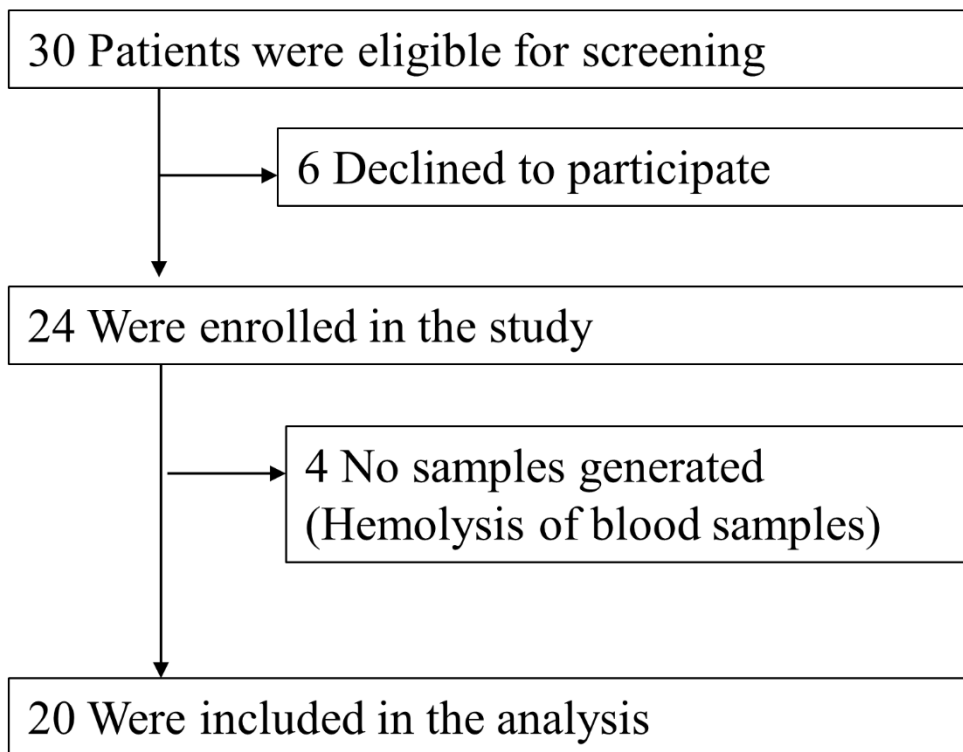 30 Patients were eligible for screening
6 Declined to participate
24 Were enrolled in the study
4 No samples generated
(Hemolysis of blood samples)
20 Were included in the analysis